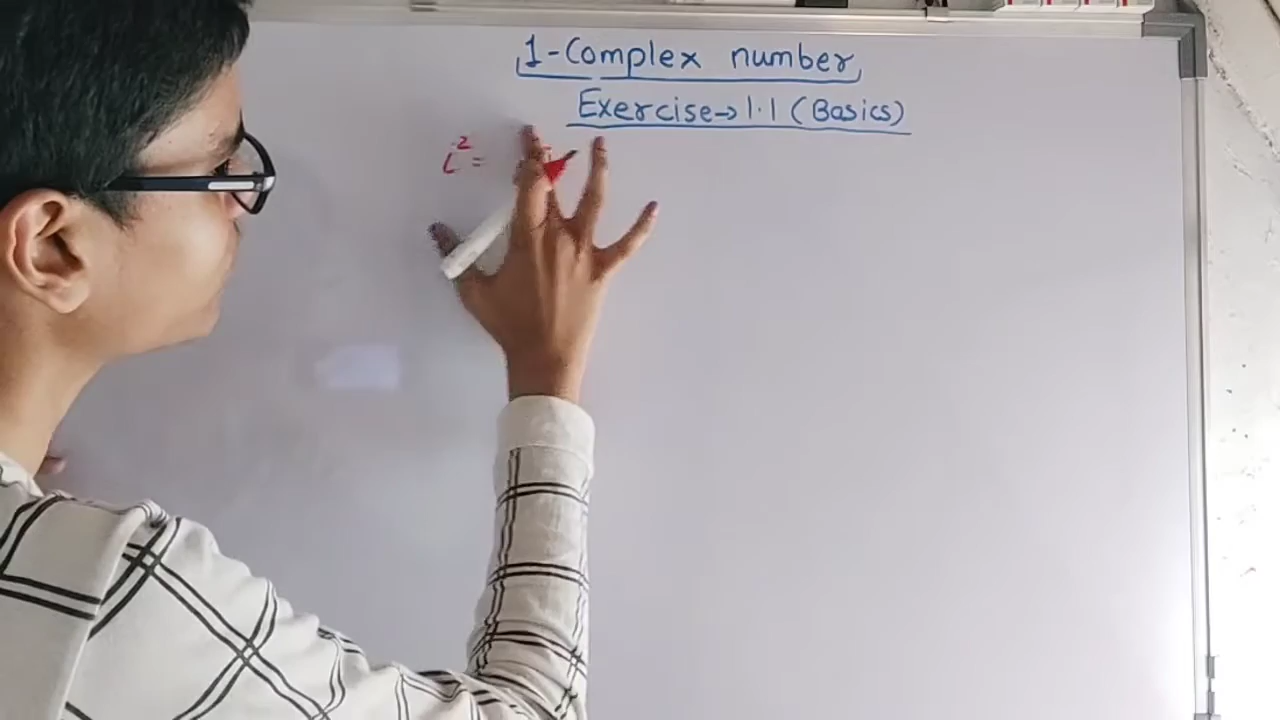 1-Complex number
Exercise→1.1 (Basics)
i²=